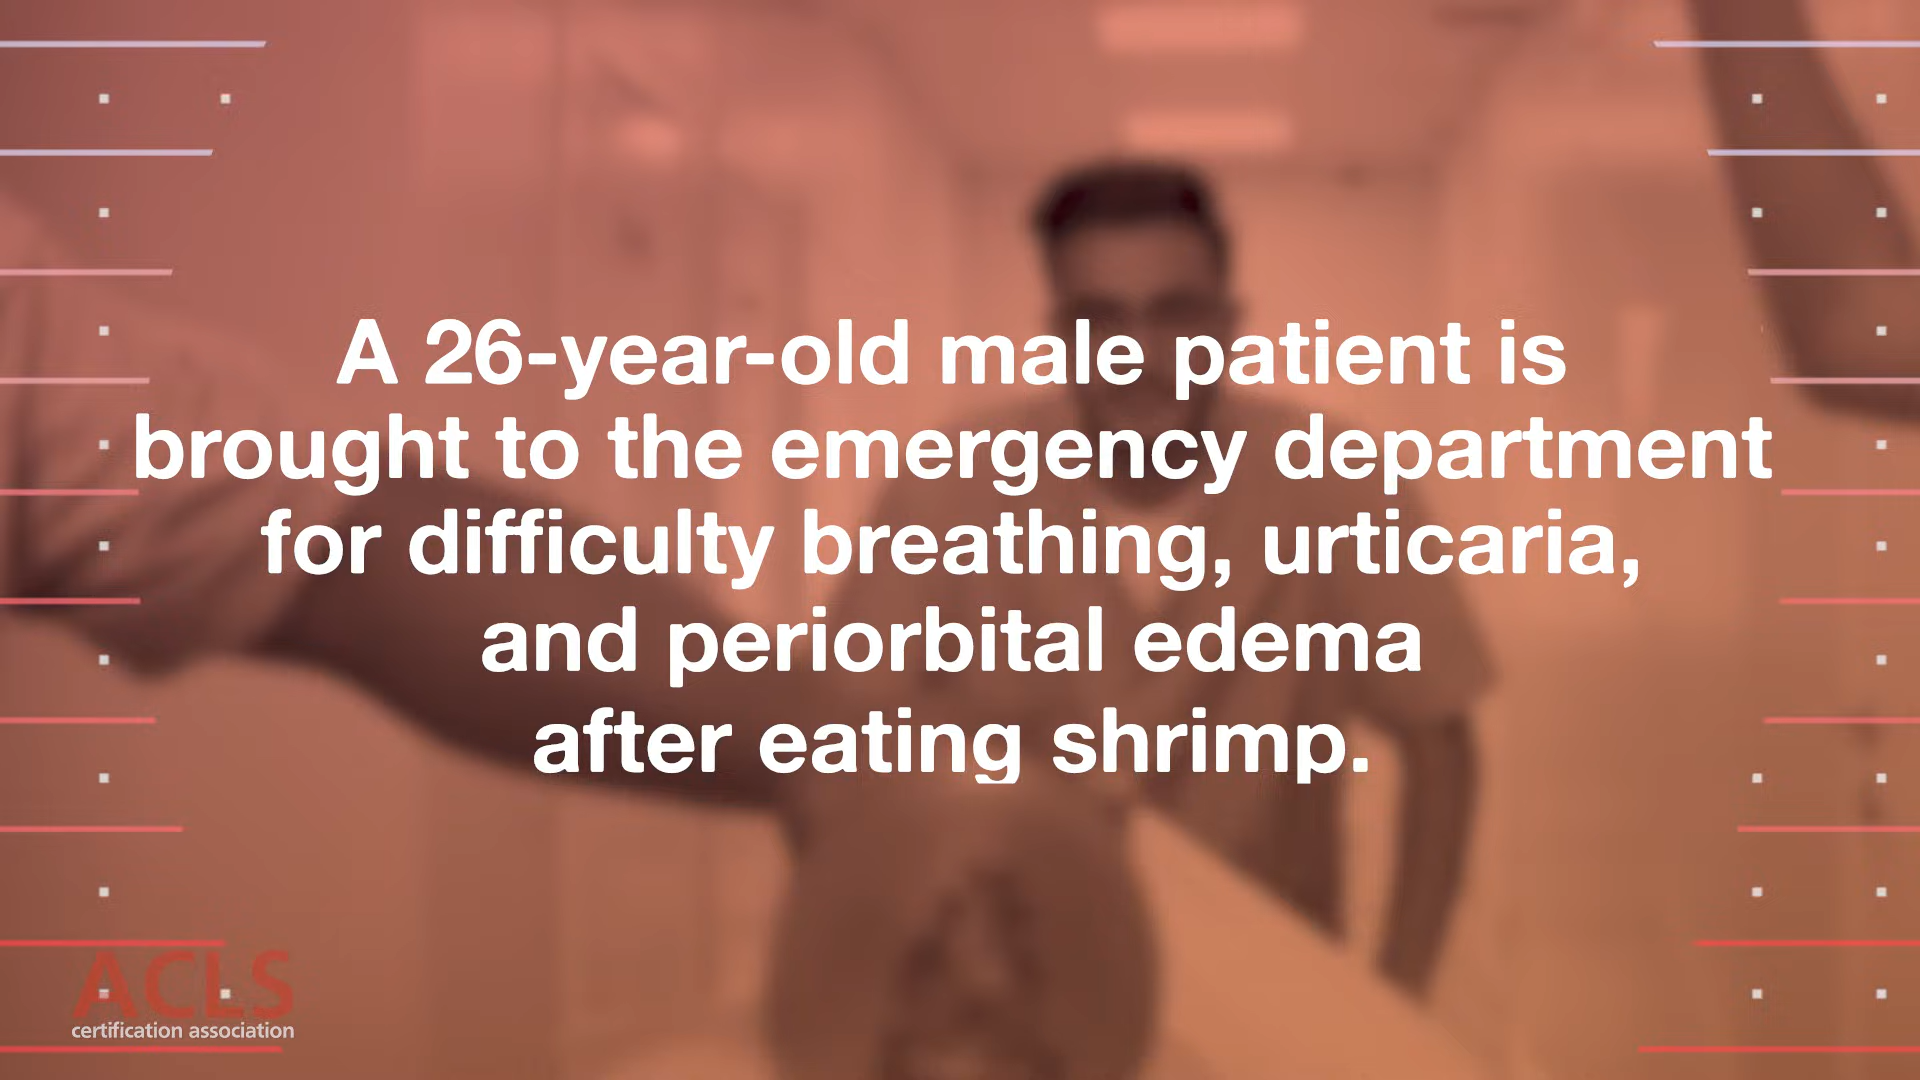 A 26-year-old male patient is
brought to the emergency department
for difficulty breathing, urticaria,
and periorbital edema
after eating shrimp.
ACLS
certification association